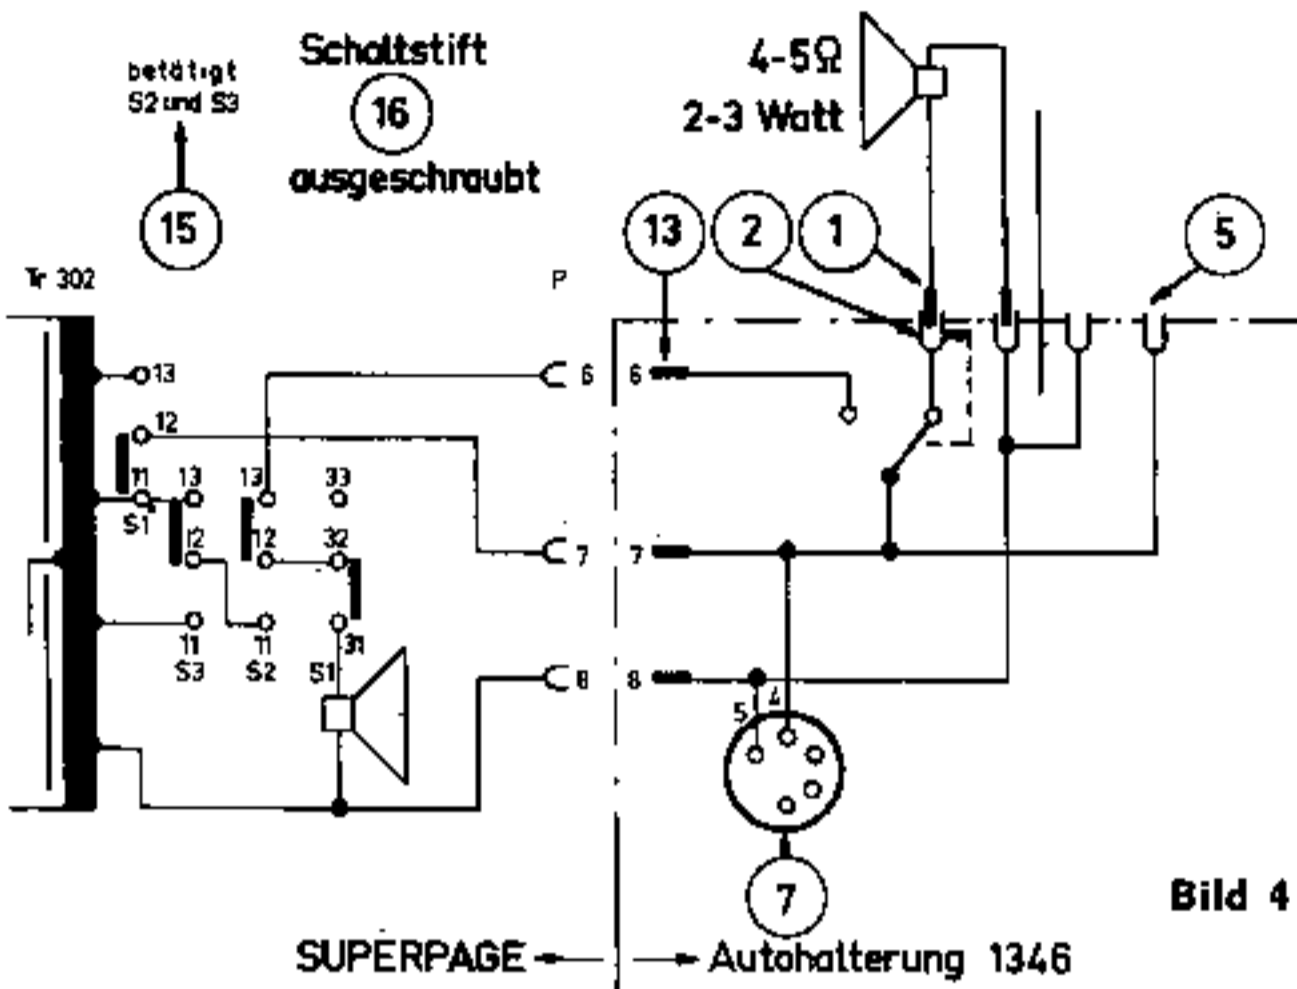 Schaltstift
16
ausgeschraubt
betätigt
S2 und S3
15
4-5Ω
2-3 Watt
13
2
1
5
Tr 302
P
13
12
11
S1
13
12
11
S3
13
12
11
S2
33
32
31
S1
6
6
7
7
8
8
5
4
7
Bild 4
SUPERPAGE
Autohalterung 1346